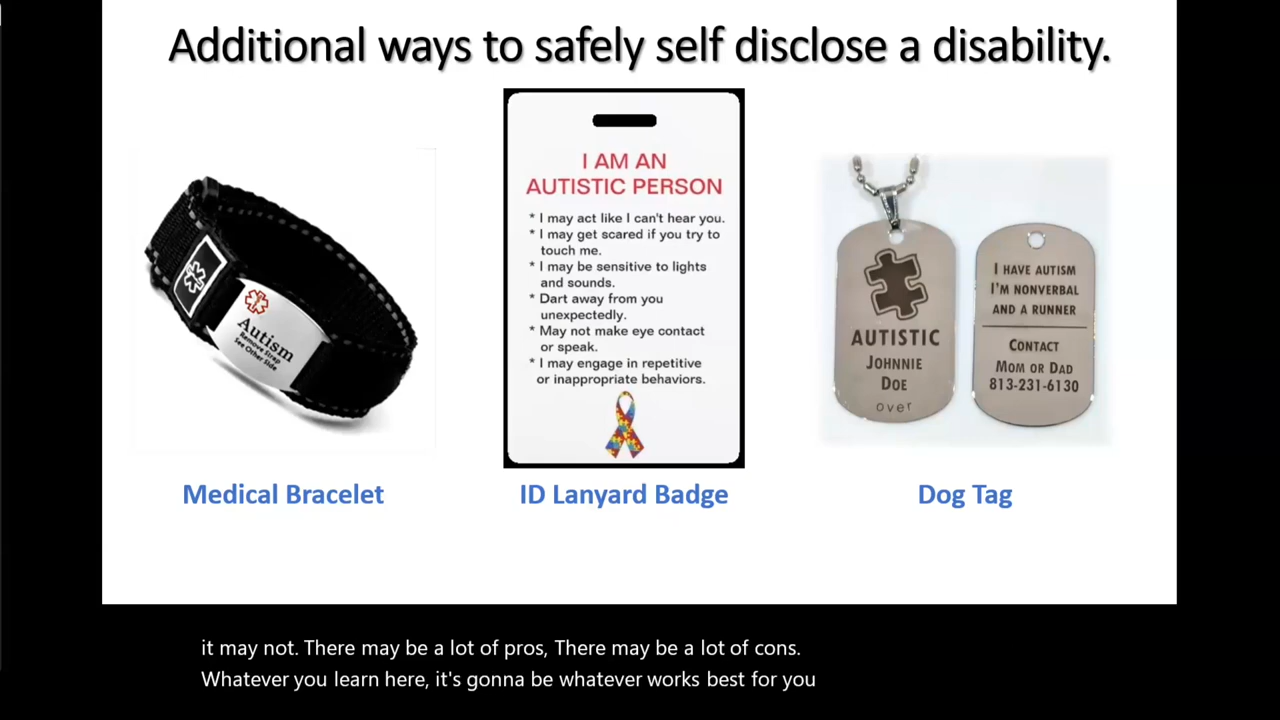 Additional ways to safely self disclose a disability.
Autism
Remove Strap
See Other Side
Medical Bracelet
I AM AN
AUTISTIC PERSON
* I may act like I can't hear you.
* I may get scared if you try to
touch me.
* I may be sensitive to lights
and sounds.
* Dart away from you
unexpectedly.
* May not make eye contact
or speak.
* I may engage in repetitive
or inappropriate behaviors.
ID Lanyard Badge
AUTISTIC
JOHNNIE
DOE
over
I HAVE AUTISM
I'M NONVERBAL
AND A RUNNER
CONTACT
MOM OR DAD
813-231-6130
Dog Tag
it may not. There may be a lot of pros, There may be a lot of cons.
Whatever you learn here, it's gonna be whatever works best for you